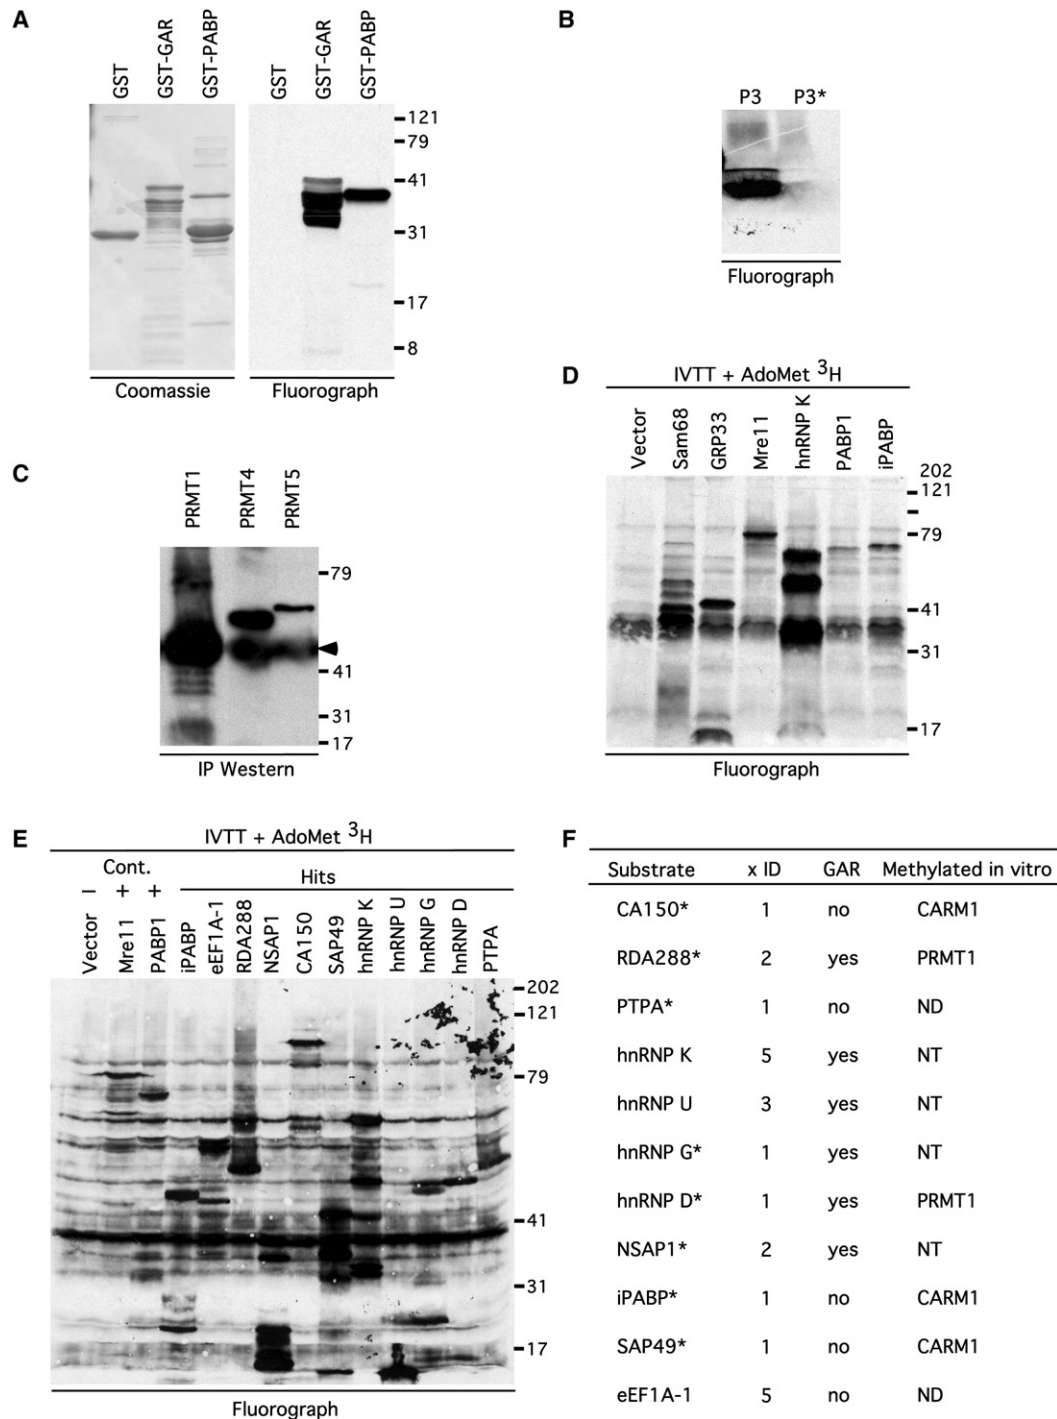 A
GST
GST-GAR
GST-PABP
GST
GST-GAR
GST-PABP
121
79
41
31
17
8
Coomassie
Fluorograph
B
P3 P3*
Fluorograph
C
PRMT1
PRMT4
PRMT5
79
41
31
17
IP Western
D
IVTT + AdoMet ³H
Vector
Sam68
GRP33
Mre11
hnRNP K
PABP1
iPABP
202
121
79
41
31
17
Fluorograph
E
IVTT + AdoMet ³H
Cont.
– + +
Hits
Vector
Mre11
PABP1
iPABP
eEF1A-1
RDA288
NSAP1
CA150
SAP49
hnRNP K
hnRNP U
hnRNP G
hnRNP D
PTPA
202
121
79
41
31
17
Fluorograph
F
Substrate x ID GAR Methylated in vitro
CA150* 1 no CARM1
RDA288* 2 yes PRMT1
PTPA* 1 no ND
hnRNP K 5 yes NT
hnRNP U 3 yes NT
hnRNP G* 1 yes NT
hnRNP D* 1 yes PRMT1
NSAP1* 2 yes NT
iPABP* 1 no CARM1
SAP49* 1 no CARM1
eEF1A-1 5 no ND